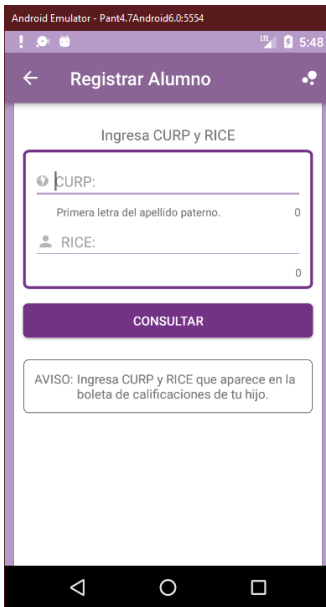 Android Emulator - Pant4.7Android6.0:5554
LTE 5:48
Registrar Alumno
Ingresa CURP y RICE
CURP:
Primera letra del apellido paterno. 0
RICE:
0
CONSULTAR
AVISO: Ingresa CURP y RICE que aparece en la
boleta de calificaciones de tu hijo.